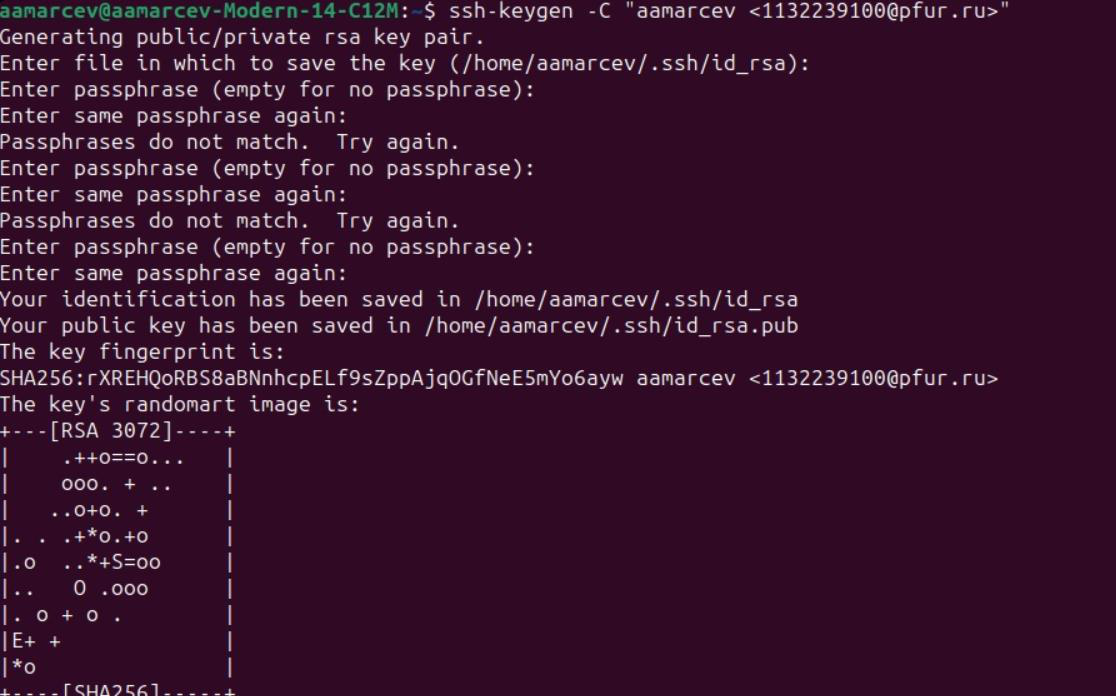 aamarcev@aamarcev-Modern-14-C12M:~$ ssh-keygen -C "aamarcev <1132239100@pfur.ru>"
Generating public/private rsa key pair.
Enter file in which to save the key (/home/aamarcev/.ssh/id_rsa):
Enter passphrase (empty for no passphrase):
Enter same passphrase again:
Passphrases do not match.  Try again.
Enter passphrase (empty for no passphrase):
Enter same passphrase again:
Passphrases do not match.  Try again.
Enter passphrase (empty for no passphrase):
Enter same passphrase again:
Your identification has been saved in /home/aamarcev/.ssh/id_rsa
Your public key has been saved in /home/aamarcev/.ssh/id_rsa.pub
The key fingerprint is:
SHA256:rXREHQoRBS8aBNnhcpELf9sZppAjqOGfNeE5mYo6ayw aamarcev <1132239100@pfur.ru>
The key's randomart image is:
+---[RSA 3072]----+
|    .++o==o...   |
|    ooo. + ..    |
|   ..o+o. +      |
|. . .+*o.+o      |
|.o  ..*+S=oo     |
|..   O .ooo      |
|. o + o .        |
|E+ +             |
|*o               |
+----[SHA256]-----+